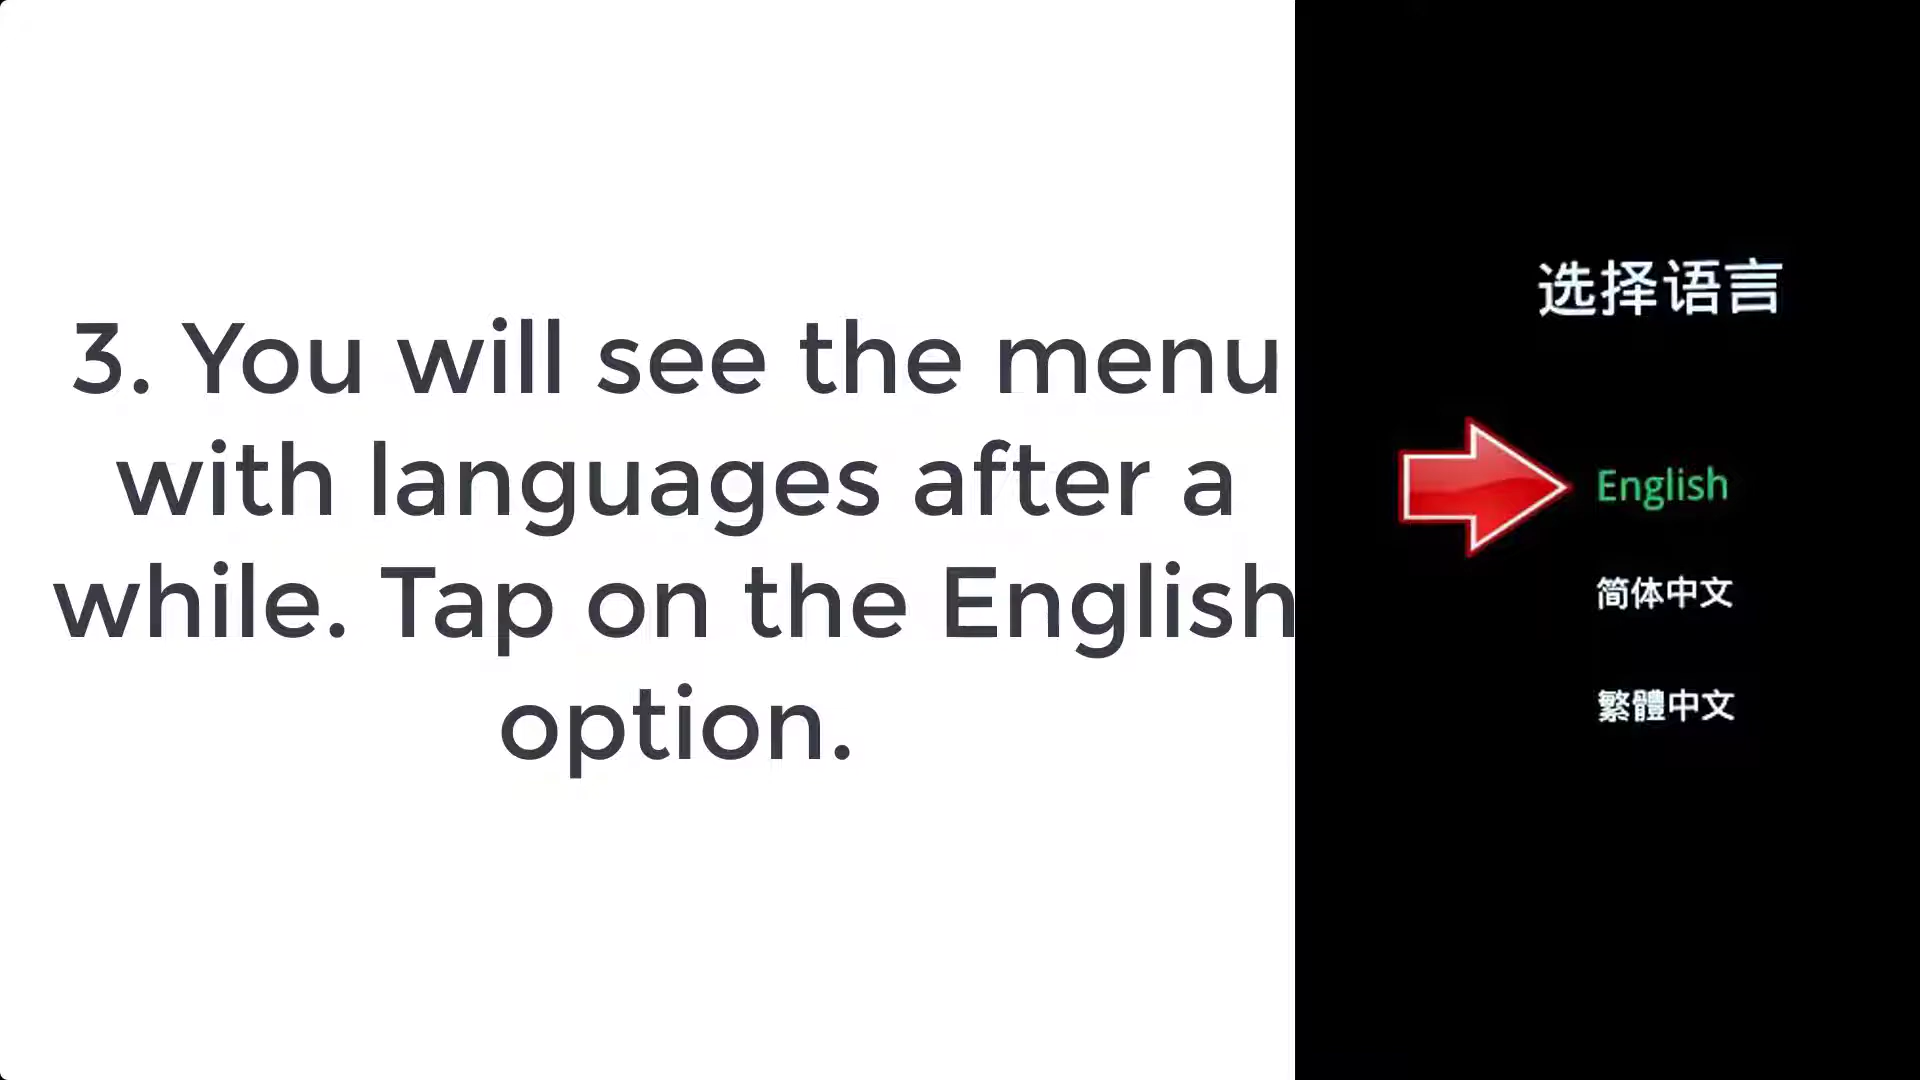 3. You will see the menu
with languages after a
while. Tap on the English
option.
选择语言
English
简体中文
繁體中文